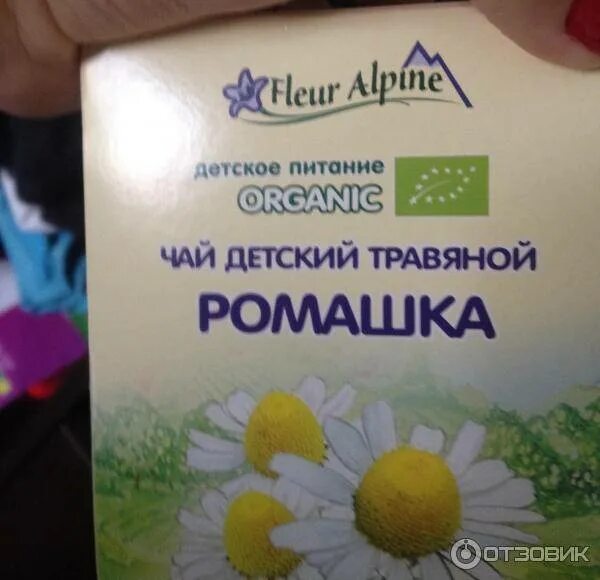 Fleur Alpine
детское питание
ORGANIC
ЧАЙ ДЕТСКИЙ ТРАВЯНОЙ
РОМАШКА
ОТЗОВИК